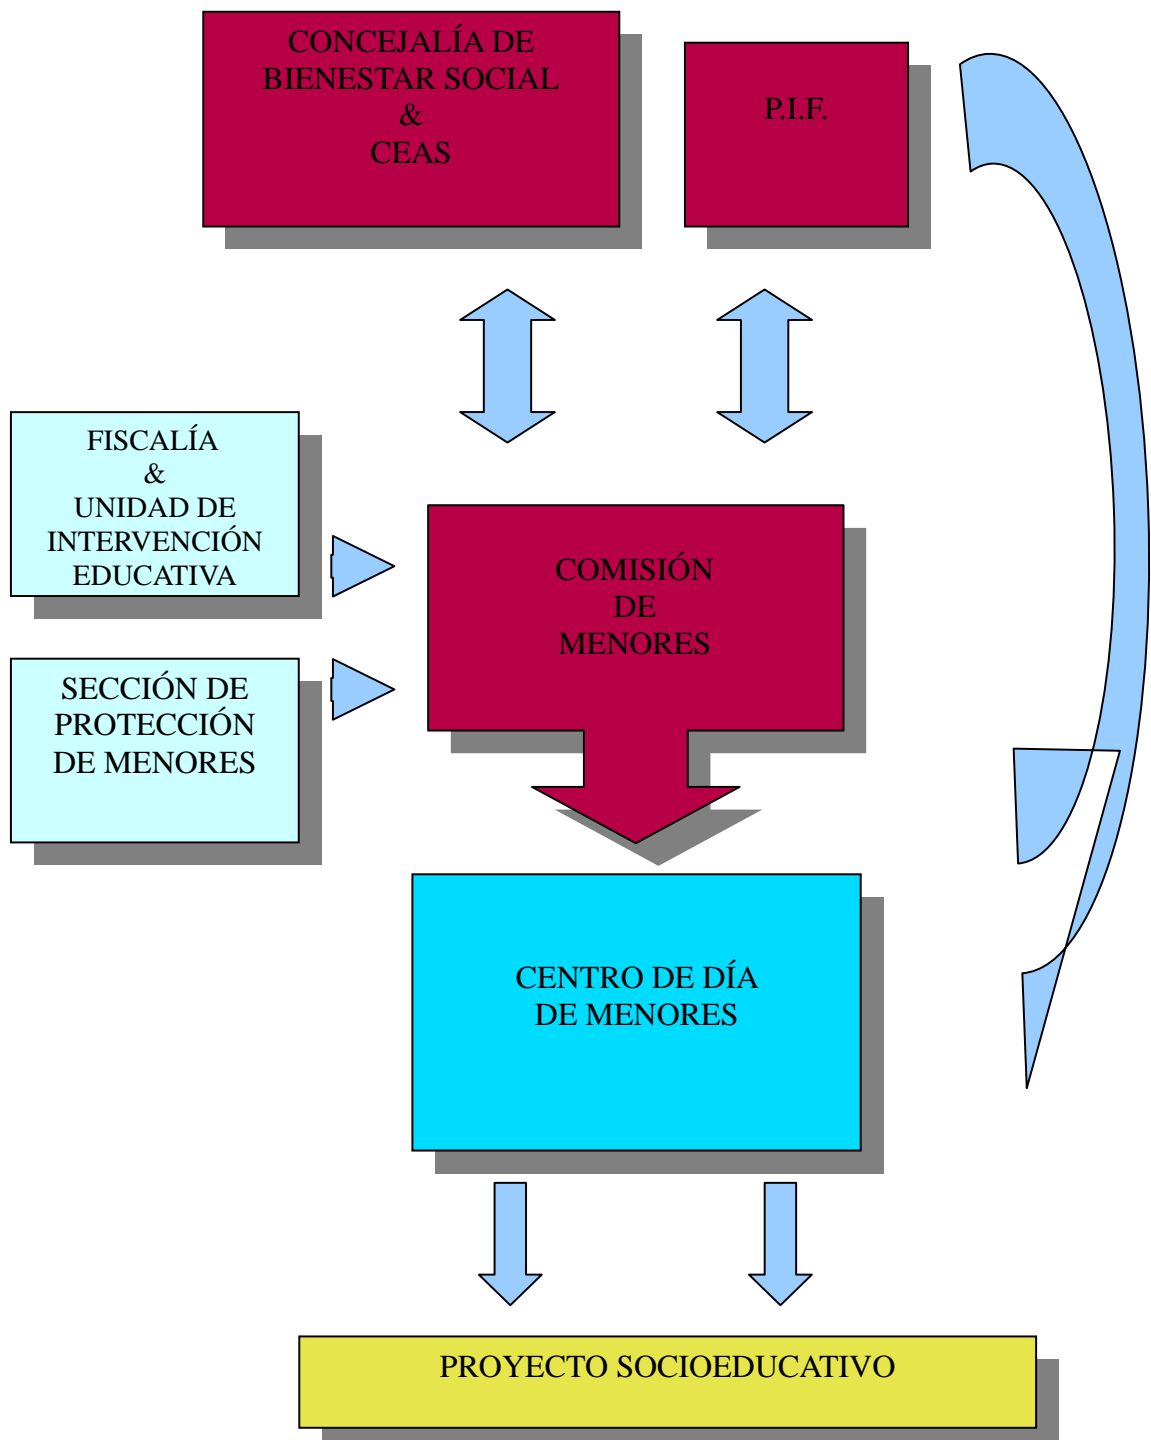 CONCEJALÍA DE
BIENESTAR SOCIAL
&
CEAS
P.I.F.
FISCALÍA
&
UNIDAD DE
INTERVENCIÓN
EDUCATIVA
COMISIÓN
DE
MENORES
SECCIÓN DE
PROTECCIÓN
DE MENORES
CENTRO DE DÍA
DE MENORES
PROYECTO SOCIOEDUCATIVO